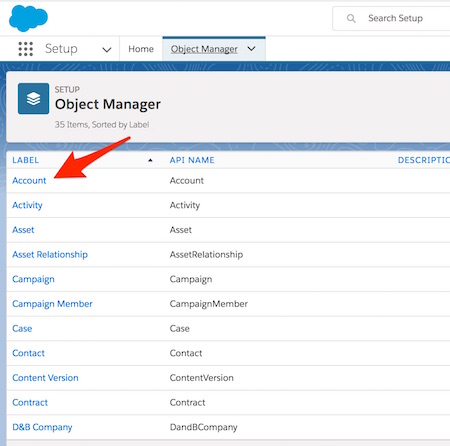 Search Setup
Setup Home Object Manager
SETUP
Object Manager
35 Items, Sorted by Label
LABEL API NAME DESCRIPTIO
Account Account
Activity Activity
Asset Asset
Asset Relationship AssetRelationship
Campaign Campaign
Campaign Member CampaignMember
Case Case
Contact Contact
Content Version ContentVersion
Contract Contract
D&B Company DandBCompany